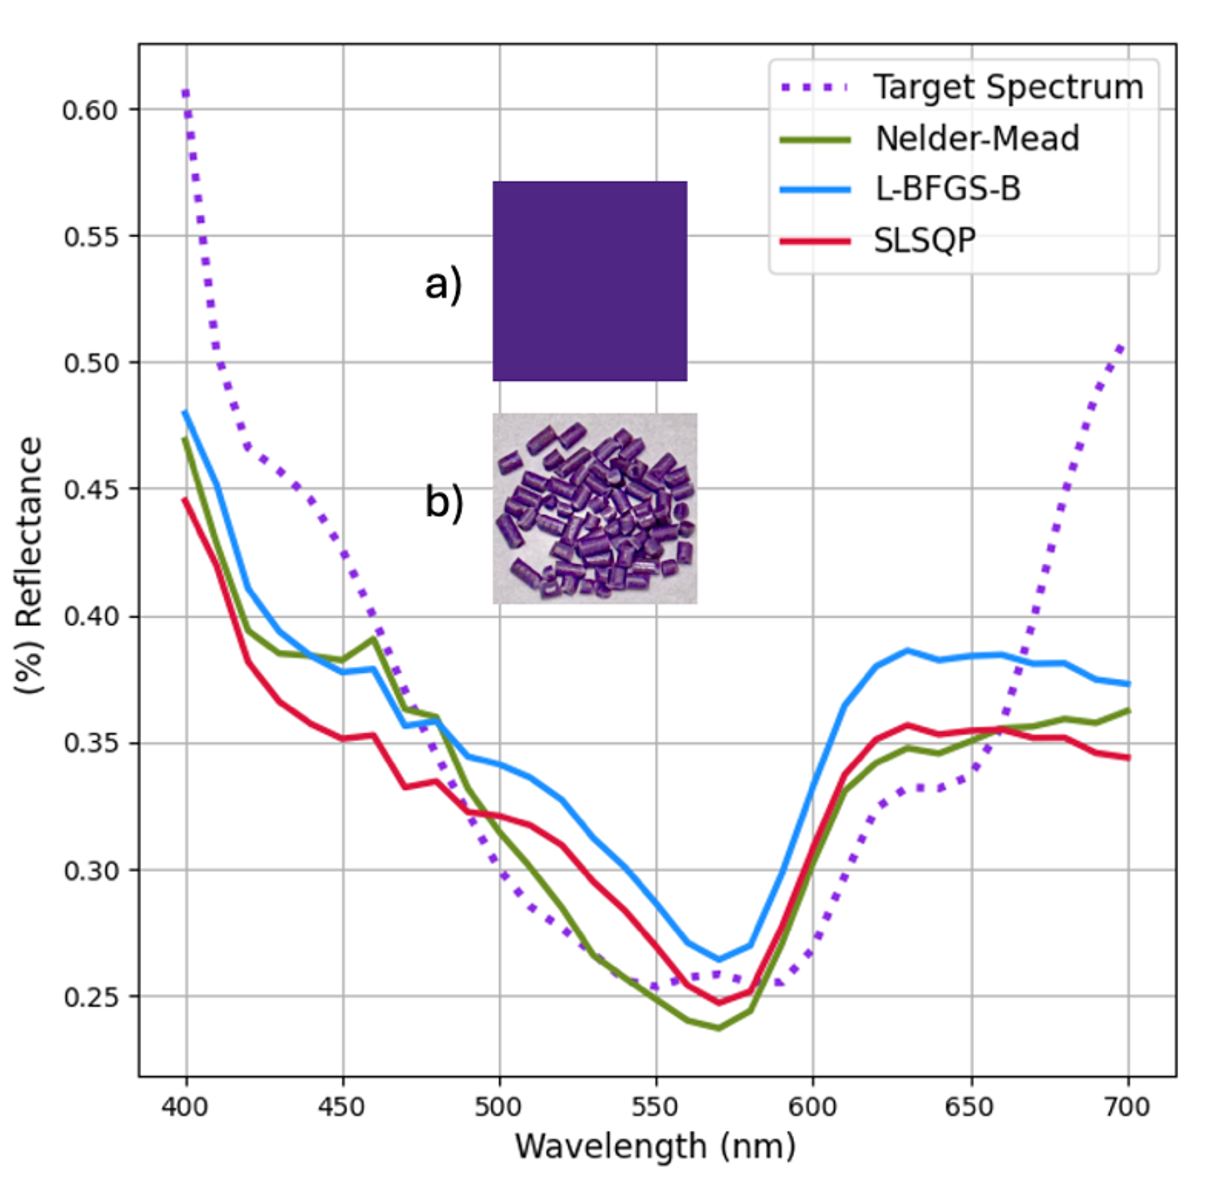 Target Spectrum
Nelder-Mead
L-BFGS-B
SLSQP
a)
b)
0.60
0.55
0.50
0.45
0.40
0.35
0.30
0.25
(%) Reflectance
400 450 500 550 600 650 700
Wavelength (nm)